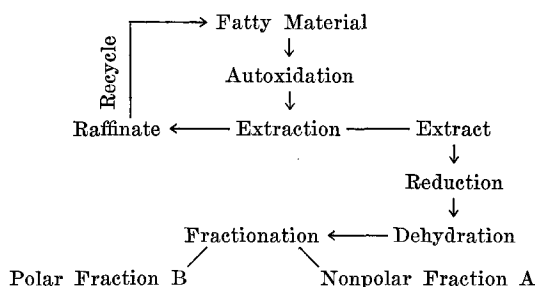 Fatty Material
Autoxidation
Recycle
Raffinate Extraction Extract
Reduction
Fractionation Dehydration
Polar Fraction B Nonpolar Fraction A